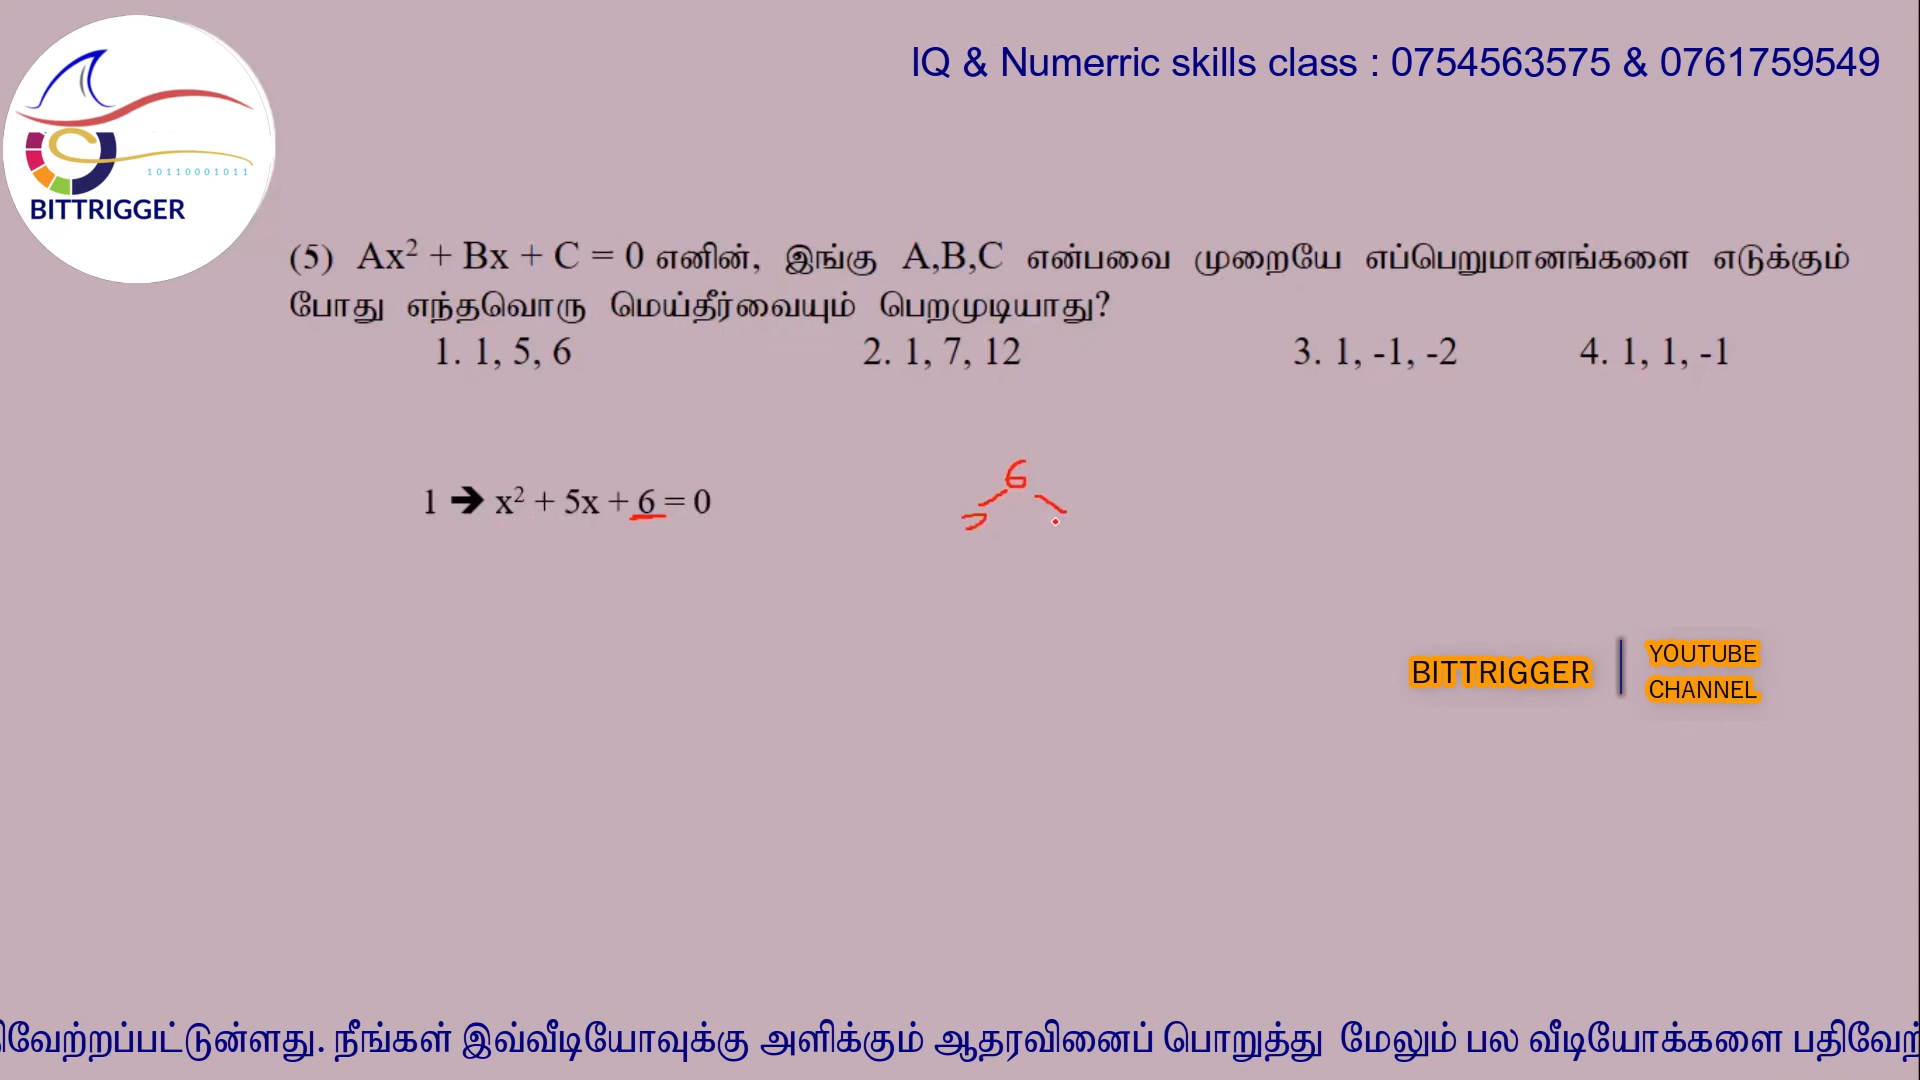 IQ & Numerric skills class : 0754563575 & 0761759549
10110001011
BITTRIGGER
(5) Ax² + Bx + C = 0 எனின், இங்கு A,B,C என்பவை முறையே எப்பெறுமானங்களை எடுக்கும்
போது எந்தவொரு மெய்தீர்வையும் பெறமுடியாது?
1. 1, 5, 6 2. 1, 7, 12 3. 1, -1, -2 4. 1, 1, -1
6
1 ➔ x² + 5x + 6 = 0
BITTRIGGER
YOUTUBE
CHANNEL
திவேற்றப்பட்டுள்ளது. நீங்கள் இவ்வீடியோவுக்கு அளிக்கும் ஆதரவினைப் பொறுத்து மேலும் பல வீடியோக்களை பதிவேற்